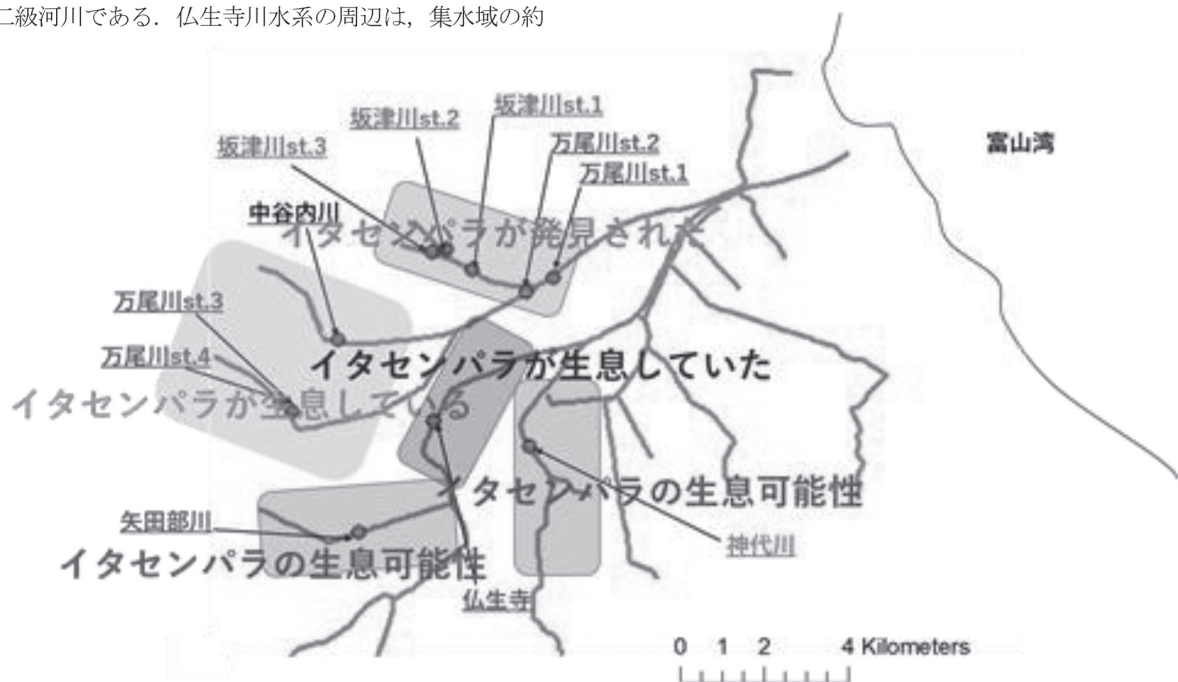 二級河川である．仏生寺川水系の周辺は，集水域の約
坂津川st.1
坂津川st.2
万尾川st.2
坂津川st.3
万尾川st.1
富山湾
中谷内川
イタセンパラが発見された
万尾川st.3
万尾川st.4
イタセンパラが生息していた
イタセンパラが生息している
イタセンパラの生息可能性
矢田部川
神代川
イタセンパラの生息可能性
仏生寺
0 1 2 4 Kilometers